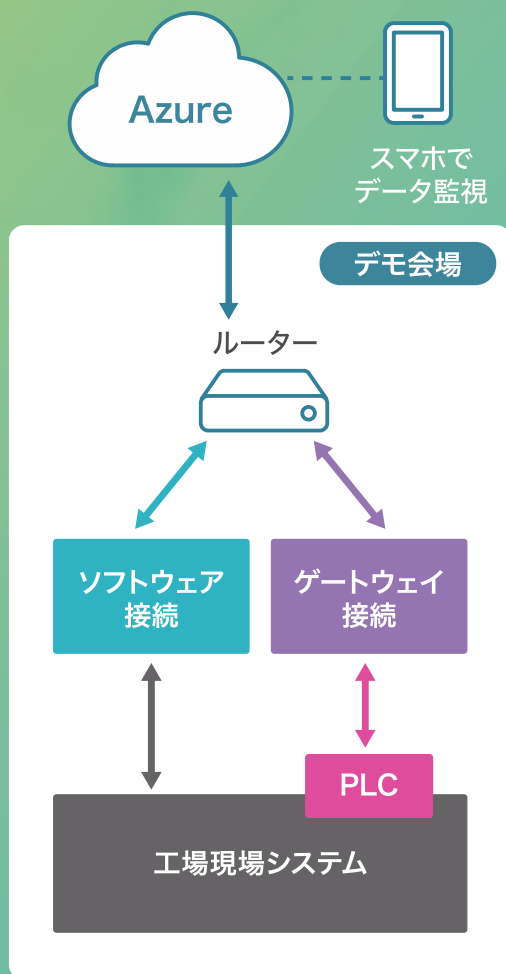 Azure
スマホで
データ監視
デモ会場
ルーター
ソフトウェア
接続
ゲートウェイ
接続
PLC
工場現場システム